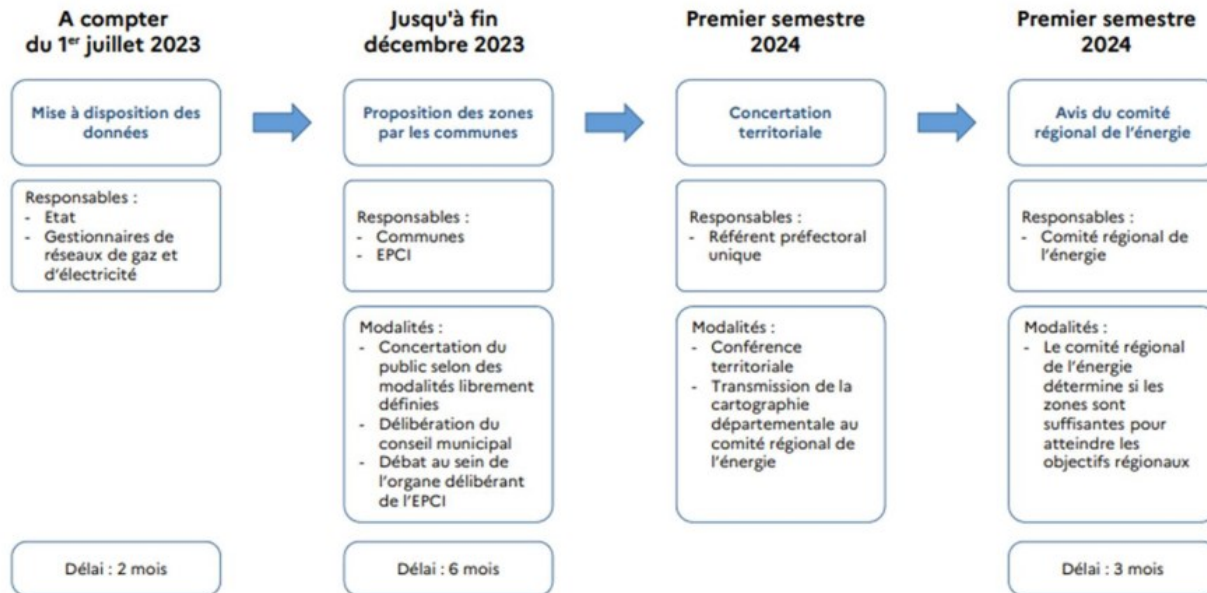 A compter
du 1er juillet 2023
Jusqu'à fin
décembre 2023
Premier semestre
2024
Premier semestre
2024
Mise à disposition des
données
Proposition des zones
par les communes
Concertation
territoriale
Avis du comité
régional de l'énergie
Responsables :
- Etat
- Gestionnaires de
réseaux de gaz et
d'électricité
Responsables :
- Communes
- EPCI
Responsables :
- Référent préfectoral
unique
Responsables :
- Comité régional de
l'énergie
Modalités :
- Concertation du
public selon des
modalités librement
définies
- Délibération du
conseil municipal
- Débat au sein de
l'organe délibérant
de l'EPCI
Modalités :
- Conférence
territoriale
- Transmission de la
cartographie
départementale au
comité régional de
l'énergie
Modalités :
- Le comité régional
de l'énergie
détermine si les
zones sont
suffisantes pour
atteindre les
objectifs régionaux
Délai : 2 mois
Délai : 6 mois
Délai : 3 mois